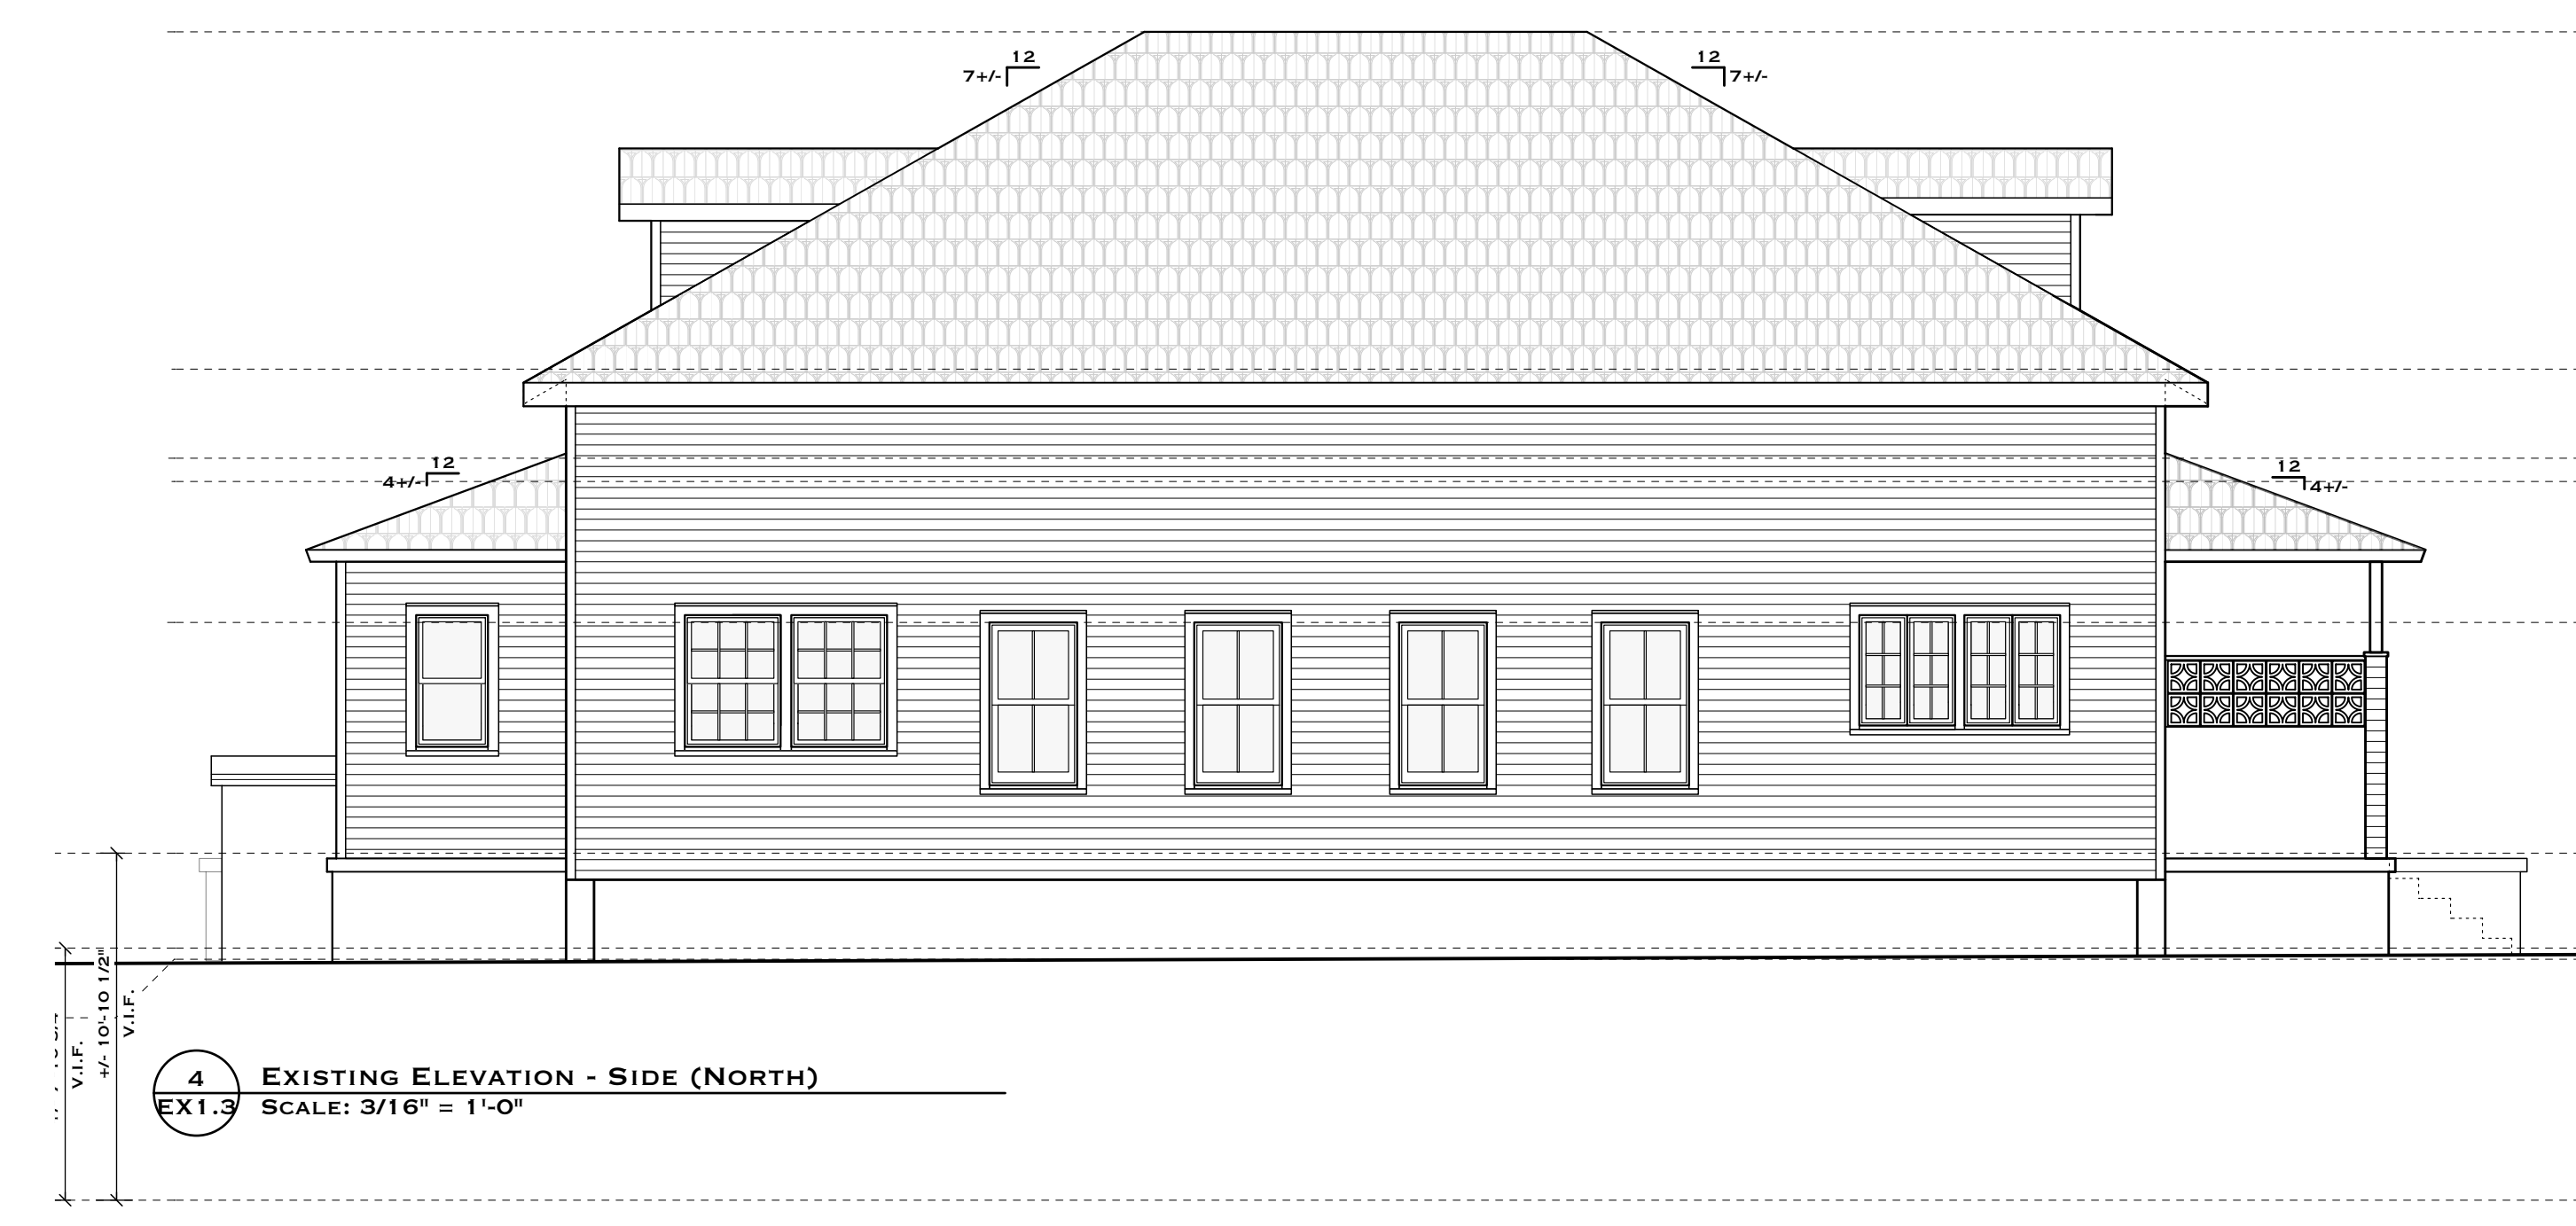 12
7+/-
12
7+/-
12
4+/-
12
4+/-
+/- 10'-10 1/2"
V.I.F.
V.I.F.
4
EX1.3
EXISTING ELEVATION - SIDE (NORTH)
SCALE: 3/16" = 1'-0"